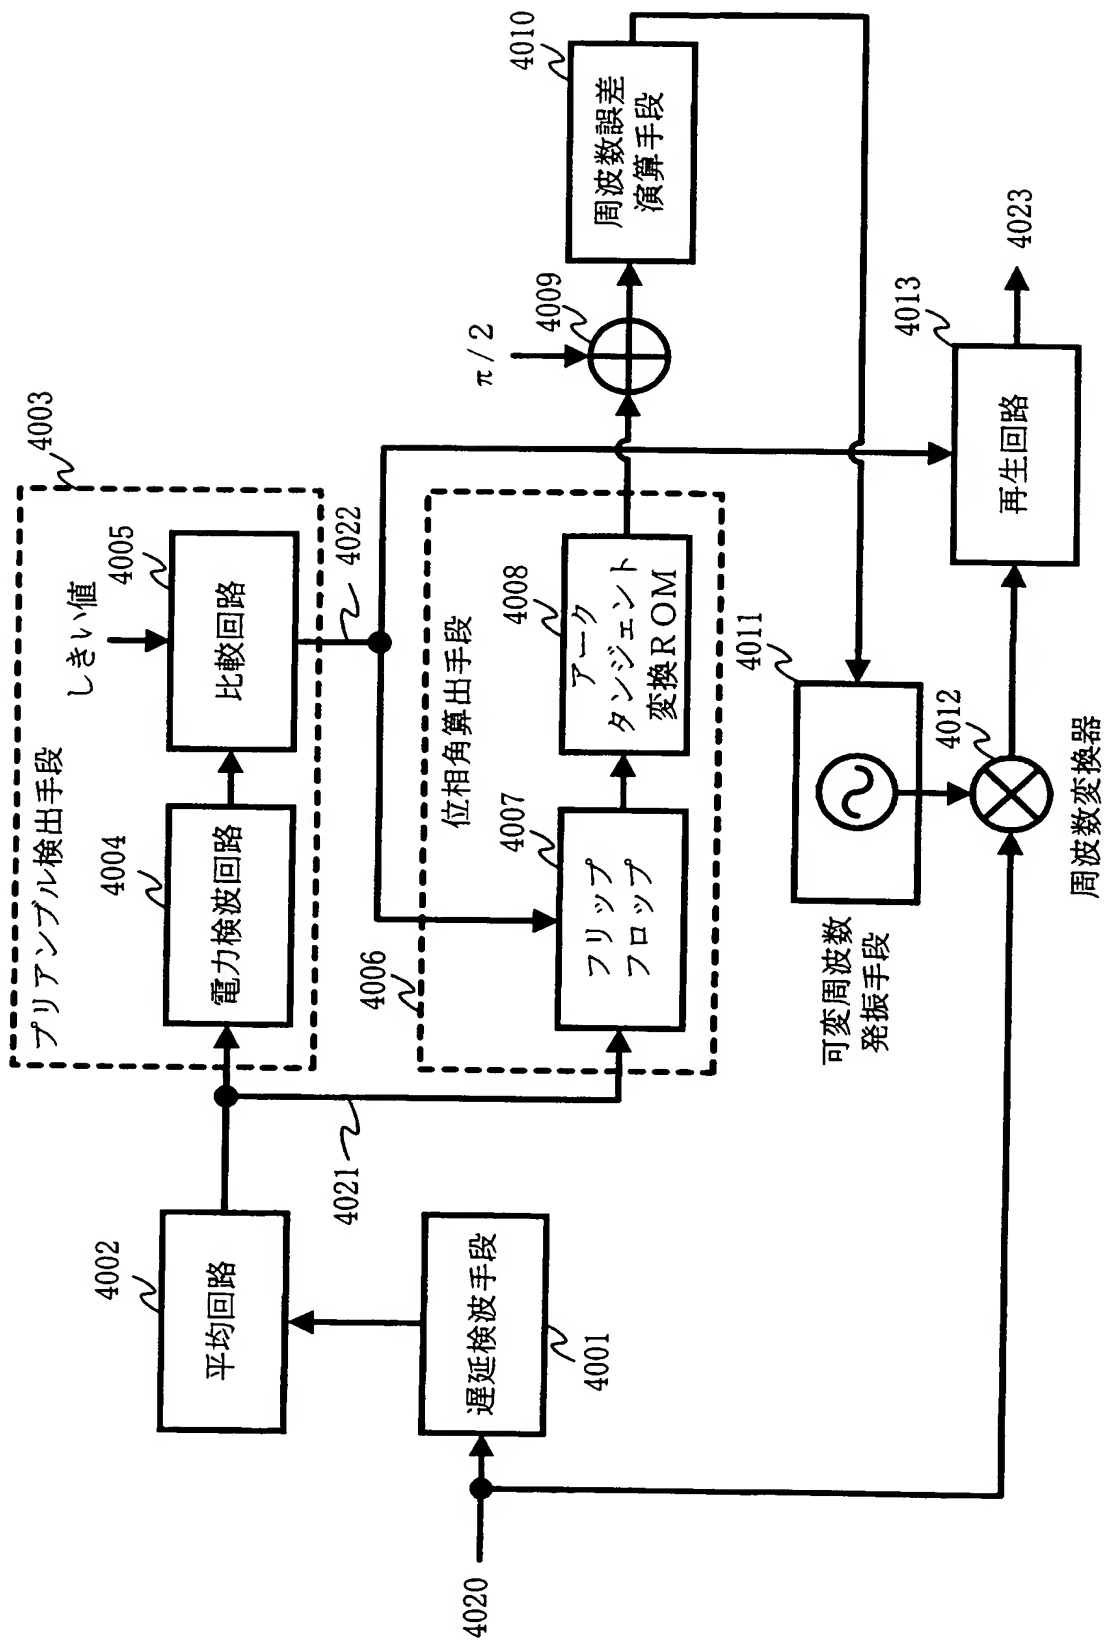 4020
遅延検波手段
4001
平均回路
4002
4021
プリアンブル検出手段
4003
電力検波回路
4004
しきい値
比較回路
4005
4022
位相角算出手段
4006
フリップ
フロップ
4007
アーク
タンジェント
変換ROM
4008
π/2
4009
周波数誤差
演算手段
4010
可変周波数
発振手段
4011
周波数変換器
4012
再生回路
4013
4023